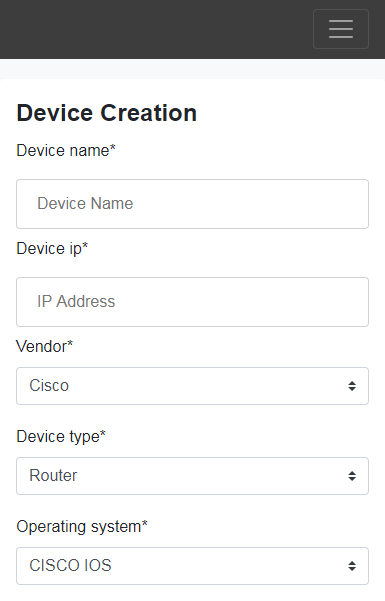 Device Creation
Device name*
Device Name
Device ip*
IP Address
Vendor*
Cisco
Device type*
Router
Operating system*
CISCO IOS